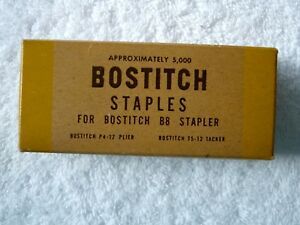 APPROXIMATELY 5,000
BOSTITCH
STAPLES
FOR BOSTITCH B8 STAPLER
BOSTITCH P4-12 PLIER BOSTITCH T5-12 TACKER